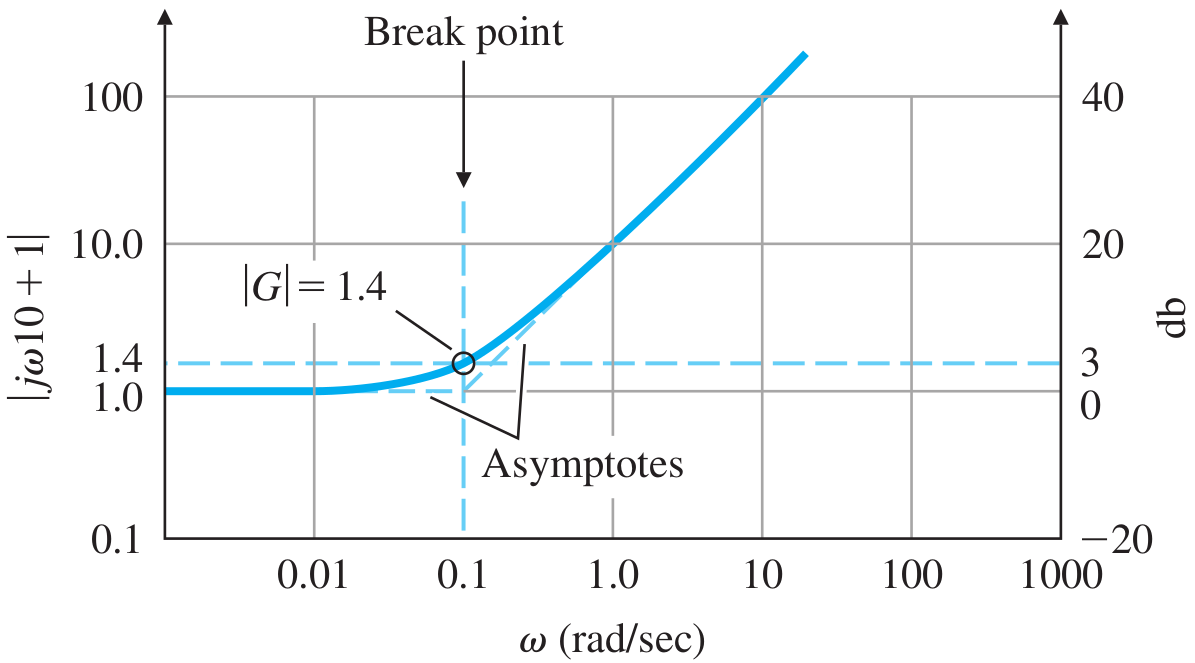 Break point
100
40
10.0
20
|G| = 1.4
1.4
3
1.0
0
|jω10 + 1|
db
Asymptotes
0.1
−20
0.01
0.1
1.0
10
100
1000
ω (rad/sec)